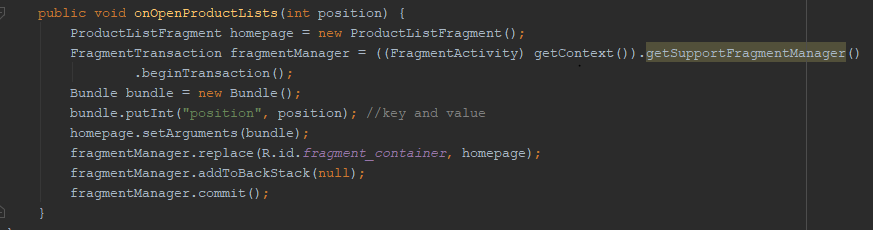 public void onOpenProductLists(int position) {
ProductListFragment homepage = new ProductListFragment();
FragmentTransaction fragmentManager = ((FragmentActivity) getContext()).getSupportFragmentManager()
.beginTransaction();
Bundle bundle = new Bundle();
bundle.putInt("position", position); //key and value
homepage.setArguments(bundle);
fragmentManager.replace(R.id.fragment_container, homepage);
fragmentManager.addToBackStack(null);
fragmentManager.commit();
}